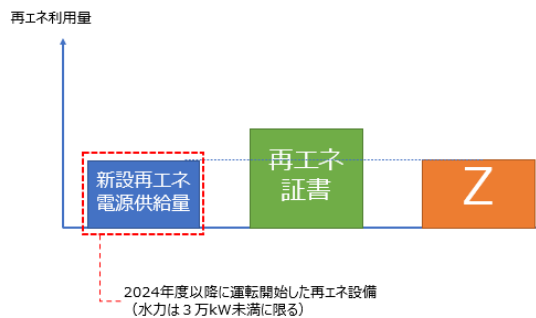 再エネ利用量
新設再エネ
電源供給量
再エネ
証書
Z
2024年度以降に運転開始した再エネ設備
（水力は３万kW未満に限る）